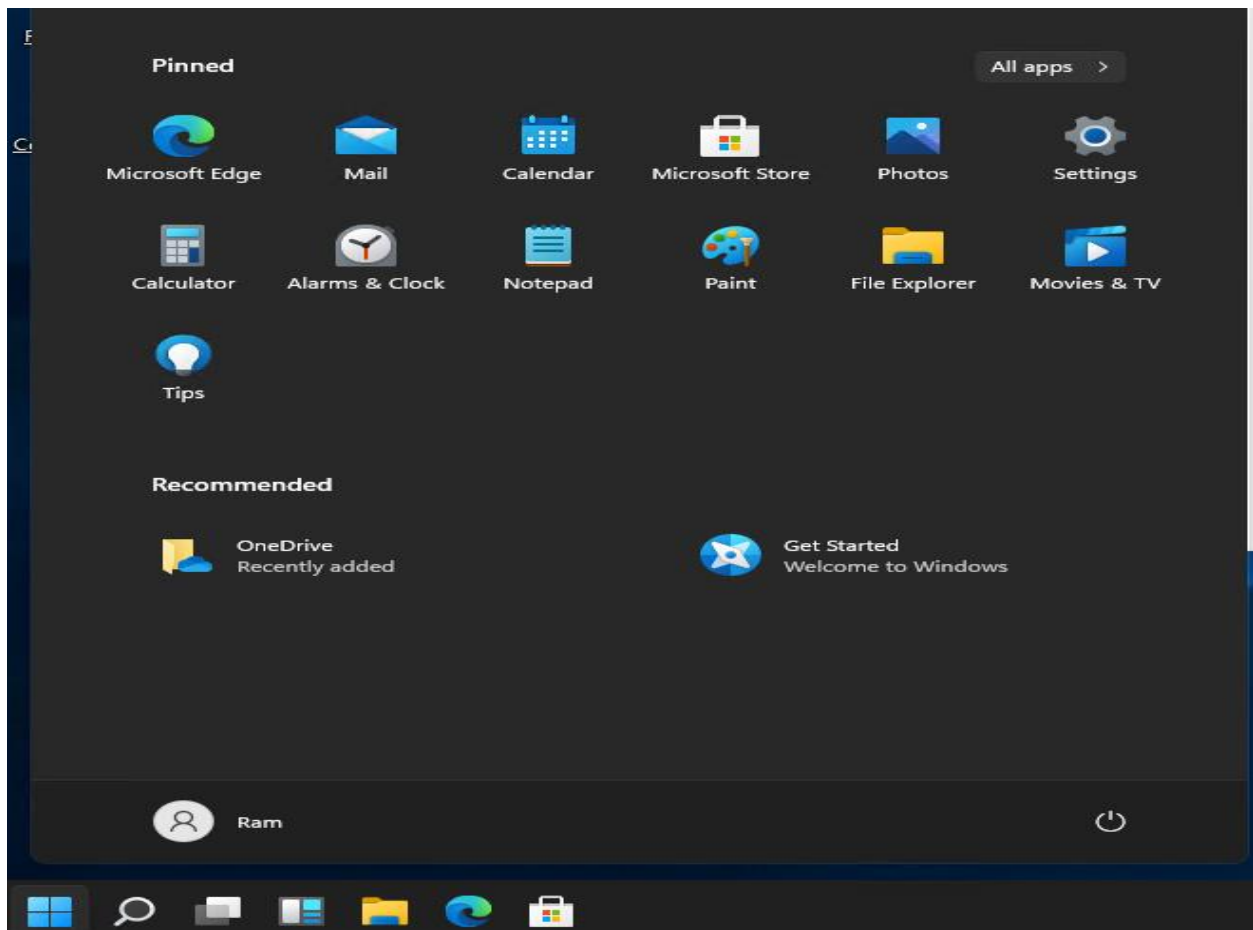 Pinned
All apps >
Microsoft Edge Mail Calendar Microsoft Store Photos Settings
Calculator Alarms & Clock Notepad Paint File Explorer Movies & TV
Tips
Recommended
OneDrive
Recently added
Get Started
Welcome to Windows
Ram